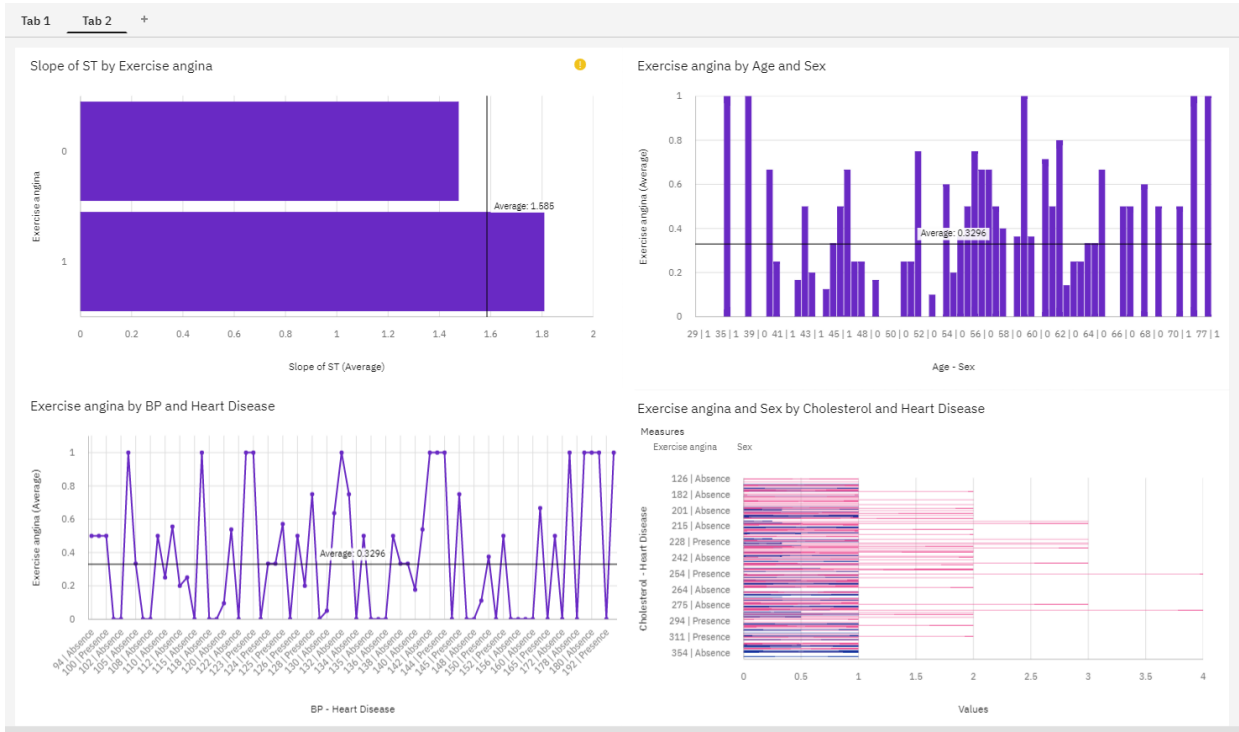 Tab 1 Tab 2 +
Slope of ST by Exercise angina
Exercise angina
0
1
Average: 1.585
0 0.2 0.4 0.6 0.8 1 1.2 1.4 1.6 1.8 2
Slope of ST (Average)
Exercise angina by Age and Sex
Exercise angina (Average)
1
0.8
0.6
0.4
0.2
0
Average: 0.3296
29 | 1 35 | 1 39 | 0 41 | 1 43 | 1 45 | 1 48 | 0 50 | 0 52 | 0 54 | 0 56 | 0 58 | 0 60 | 0 62 | 0 64 | 0 66 | 0 68 | 0 70 | 1 77 | 1
Age - Sex
Exercise angina by BP and Heart Disease
Exercise angina (Average)
1
0.8
0.6
0.4
0.2
0
Average: 0.3296
94 | Absence 100 | Presence 102 | Absence 105 | Absence 108 | Absence 110 | Absence 112 | Absence 115 | Absence 118 | Absence 120 | Absence 122 | Absence 123 | Presence 124 | Presence 125 | Presence 126 | Presence 128 | Presence 130 | Absence 132 | Absence 134 | Absence 135 | Absence 136 | Absence 138 | Absence 140 | Absence 142 | Absence 144 | Absence 145 | Presence 148 | Absence 150 | Presence 152 | Presence 156 | Absence 160 | Absence 165 | Presence 172 | Absence 178 | Absence 180 | Absence 192 | Presence
BP - Heart Disease
Exercise angina and Sex by Cholesterol and Heart Disease
Measures
Exercise angina Sex
Cholesterol - Heart Disease
126 | Absence
182 | Absence
201 | Absence
215 | Absence
228 | Presence
242 | Absence
254 | Presence
264 | Absence
275 | Absence
294 | Presence
311 | Presence
354 | Absence
0 0.5 1 1.5 2 2.5 3 3.5 4
Values